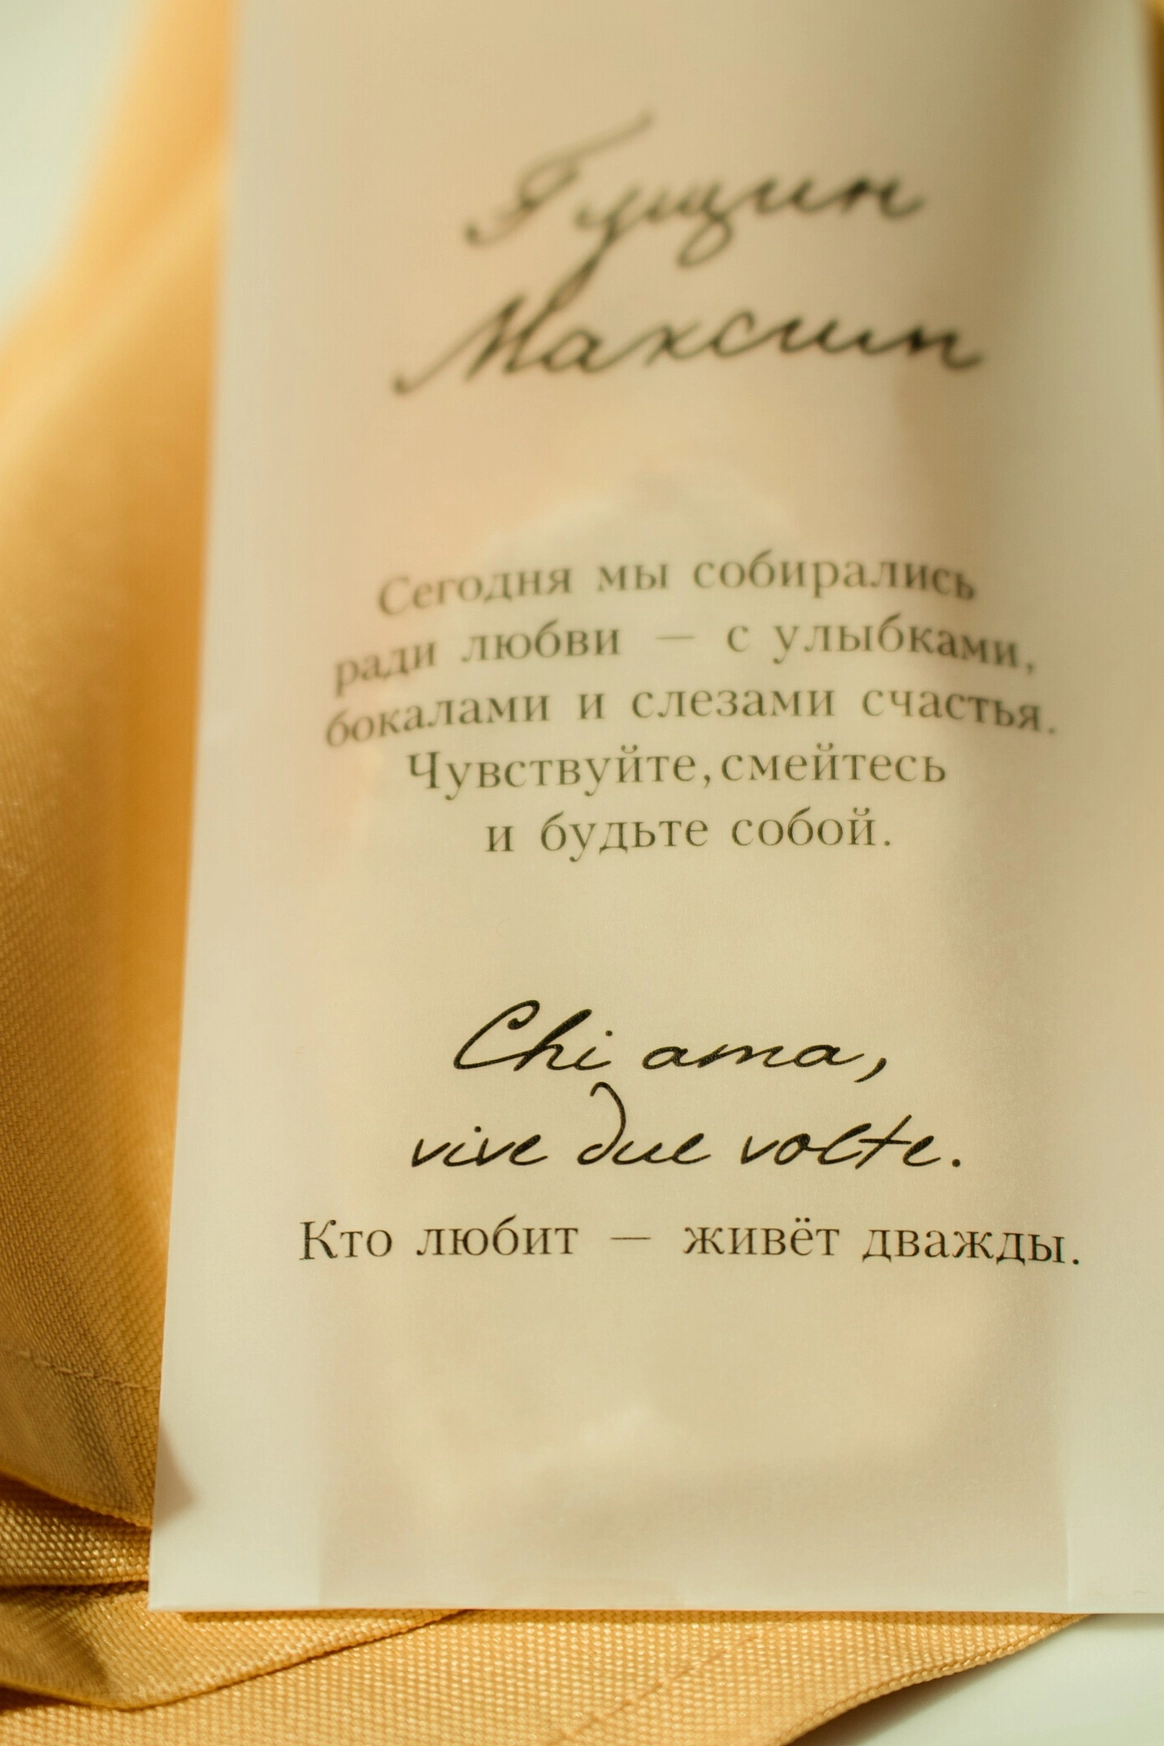 Гущин
Максим
Сегодня мы собирались
ради любви — с улыбками,
бокалами и слезами счастья.
Чувствуйте, смейтесь
и будьте собой.
Chi ama,
vive due volte.
Кто любит — живёт дважды.